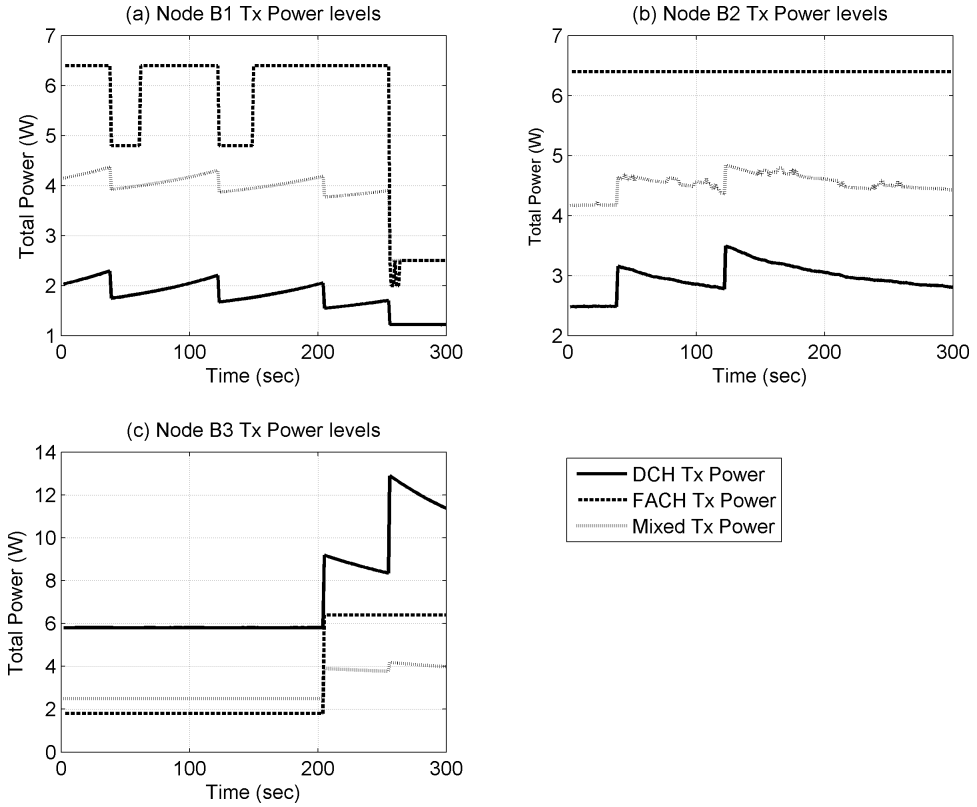 (a) Node B1 Tx Power levels
7
6
5
4
3
2
1
Total Power (W)
0
100
200
300
Time (sec)
(b) Node B2 Tx Power levels
7
6
5
4
3
2
Total Power (W)
0
100
200
300
Time (sec)
(c) Node B3 Tx Power levels
14
12
10
8
6
4
2
0
Total Power (W)
0
100
200
300
Time (sec)
DCH Tx Power
FACH Tx Power
Mixed Tx Power